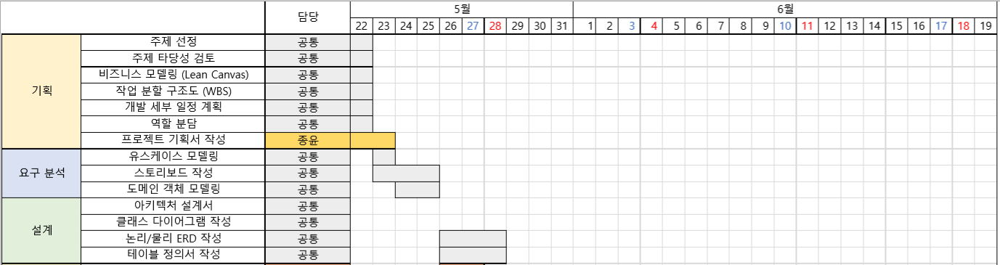 담당 5월 6월
22 23 24 25 26 27 28 29 30 31 1 2 3 4 5 6 7 8 9 10 11 12 13 14 15 16 17 18 19
기획
주제 선정 공통
주제 타당성 검토 공통
비즈니스 모델링 (Lean Canvas) 공통
작업 분할 구조도 (WBS) 공통
개발 세부 일정 계획 공통
역할 분담 공통
프로젝트 기획서 작성 종윤
요구 분석
유스케이스 모델링 공통
스토리보드 작성 공통
도메인 객체 모델링 공통
설계
아키텍처 설계서 공통
클래스 다이어그램 작성 공통
논리/물리 ERD 작성 공통
테이블 정의서 작성 공통